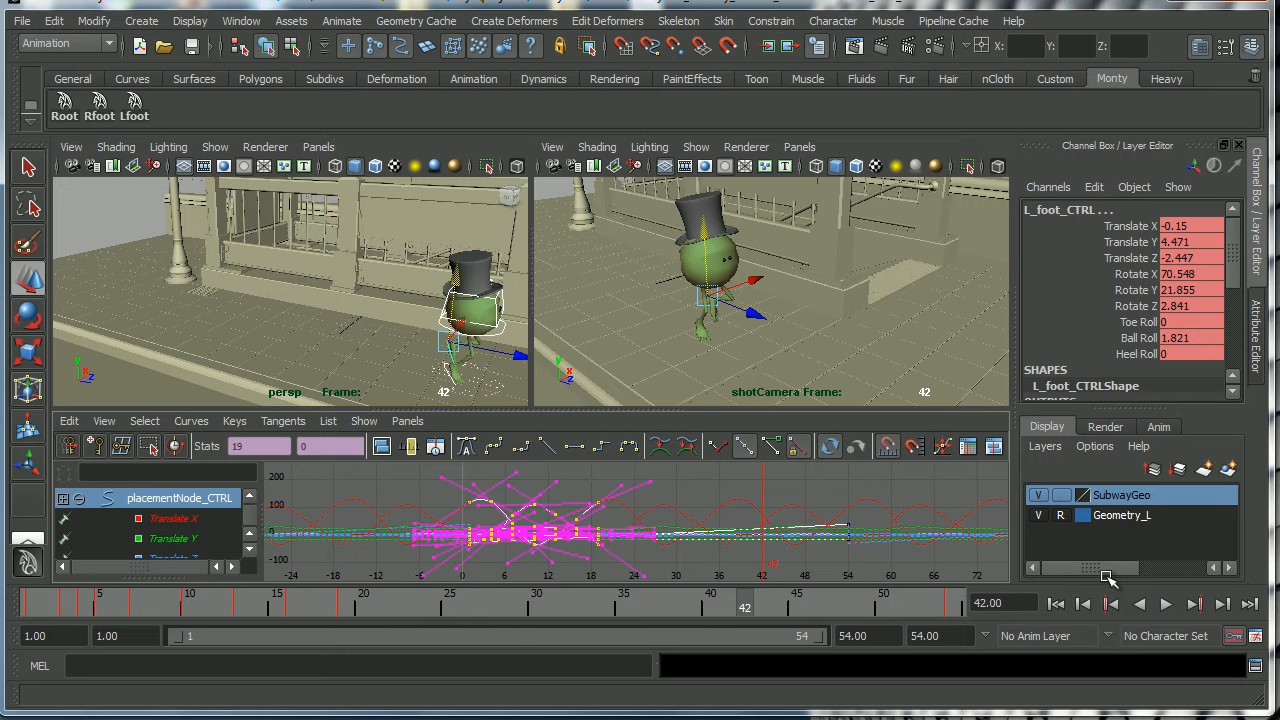 File Edit Modify Create Display Window Assets Animate Geometry Cache Create Deformers Edit Deformers Skeleton Skin Constrain Character Muscle Pipeline Cache Help
Animation X: Y: Z:
General Curves Surfaces Polygons Subdivs Deformation Animation Dynamics Rendering PaintEffects Toon Muscle Fluids Fur Hair nCloth Custom Monty Heavy
Root Rfoot Lfoot
View Shading Lighting Show Renderer Panels
View Shading Lighting Show Renderer Panels
persp Frame: 42
shotCamera Frame: 42
Channel Box / Layer Editor
Channels Edit Object Show
L_foot_CTRL . . .
Translate X -0.15
Translate Y 4.471
Translate Z -2.447
Rotate X 70.548
Rotate Y 21.855
Rotate Z 2.841
Toe Roll 0
Ball Roll 1.821
Heel Roll 0
SHAPES
L_foot_CTRLShape
Channel Box / Layer Editor
Attribute Editor
Edit View Select Curves Keys Tangents List Show Panels
Stats 19 0
placementNode_CTRL
Translate X
Translate Y
200
100
0
-100
-24 -18 -12 -6 0 6 12 18 24 30 36 42 48 54 60 66 72
42
Display Render Anim
Layers Options Help
V SubwayGeo
V R Geometry_L
5 10 15 20 25 30 35 40 45 50
42
42.00
1.00 1.00 1 54 54.00 54.00 No Anim Layer No Character Set
MEL